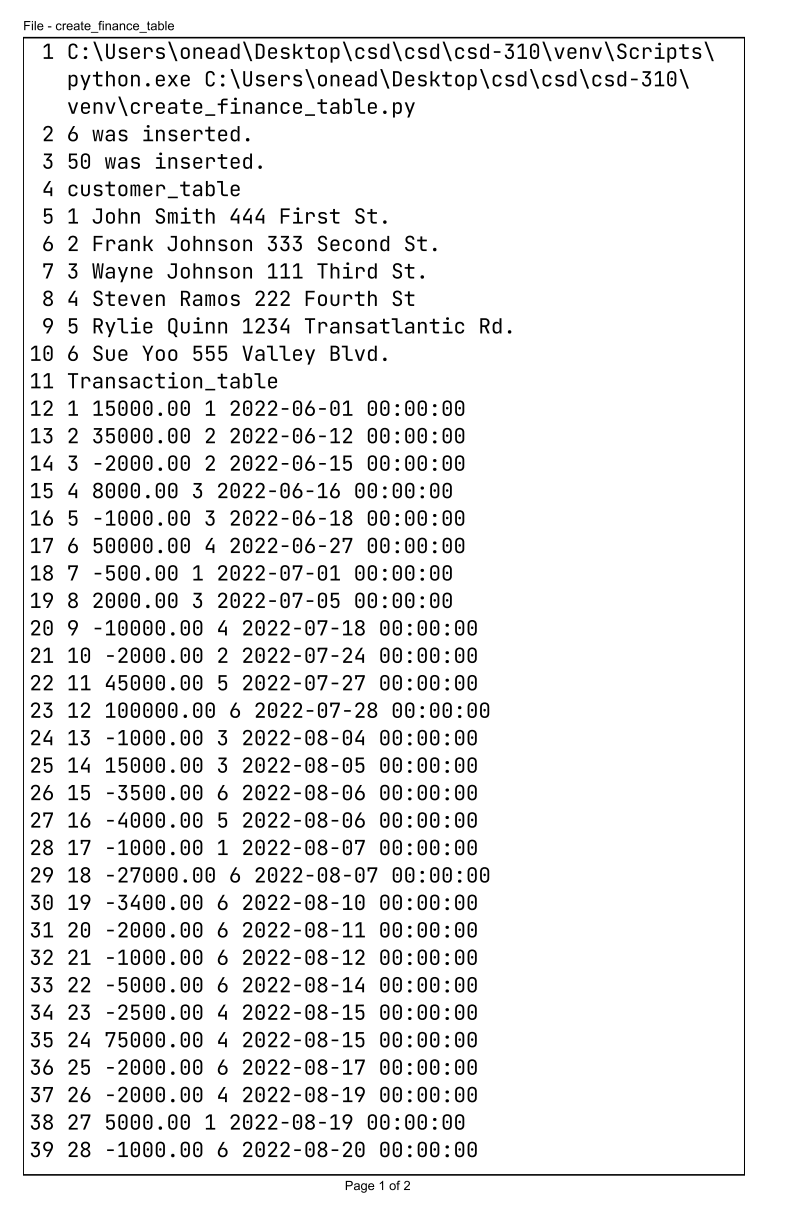 File - create_finance_table
1 C:\Users\onead\Desktop\csd\csd\csd-310\venv\Scripts\
python.exe C:\Users\onead\Desktop\csd\csd\csd-310\
venv\create_finance_table.py
2 6 was inserted.
3 50 was inserted.
4 customer_table
5 1 John Smith 444 First St.
6 2 Frank Johnson 333 Second St.
7 3 Wayne Johnson 111 Third St.
8 4 Steven Ramos 222 Fourth St
9 5 Rylie Quinn 1234 Transatlantic Rd.
10 6 Sue Yoo 555 Valley Blvd.
11 Transaction_table
12 1 15000.00 1 2022-06-01 00:00:00
13 2 35000.00 2 2022-06-12 00:00:00
14 3 -2000.00 2 2022-06-15 00:00:00
15 4 8000.00 3 2022-06-16 00:00:00
16 5 -1000.00 3 2022-06-18 00:00:00
17 6 50000.00 4 2022-06-27 00:00:00
18 7 -500.00 1 2022-07-01 00:00:00
19 8 2000.00 3 2022-07-05 00:00:00
20 9 -10000.00 4 2022-07-18 00:00:00
21 10 -2000.00 2 2022-07-24 00:00:00
22 11 45000.00 5 2022-07-27 00:00:00
23 12 100000.00 6 2022-07-28 00:00:00
24 13 -1000.00 3 2022-08-04 00:00:00
25 14 15000.00 3 2022-08-05 00:00:00
26 15 -3500.00 6 2022-08-06 00:00:00
27 16 -4000.00 5 2022-08-06 00:00:00
28 17 -1000.00 1 2022-08-07 00:00:00
29 18 -27000.00 6 2022-08-07 00:00:00
30 19 -3400.00 6 2022-08-10 00:00:00
31 20 -2000.00 6 2022-08-11 00:00:00
32 21 -1000.00 6 2022-08-12 00:00:00
33 22 -5000.00 6 2022-08-14 00:00:00
34 23 -2500.00 4 2022-08-15 00:00:00
35 24 75000.00 4 2022-08-15 00:00:00
36 25 -2000.00 6 2022-08-17 00:00:00
37 26 -2000.00 4 2022-08-19 00:00:00
38 27 5000.00 1 2022-08-19 00:00:00
39 28 -1000.00 6 2022-08-20 00:00:00
Page 1 of 2